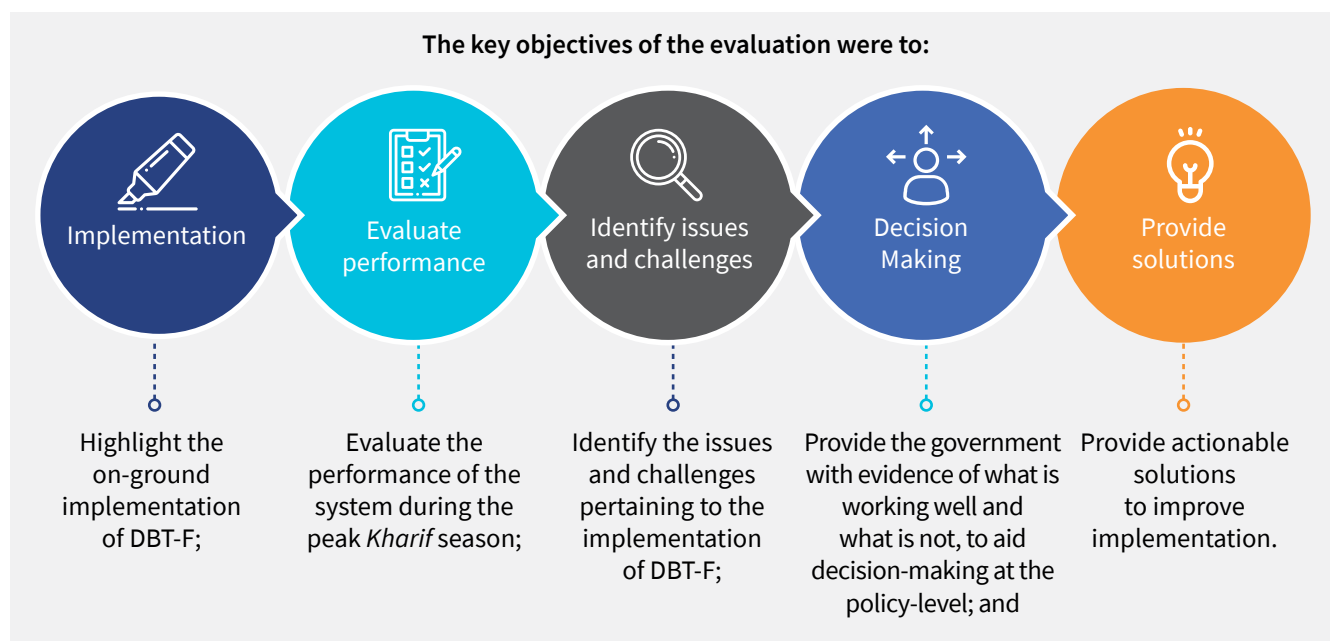 The key objectives of the evaluation were to:
Implementation
Evaluate
performance
Identify issues
and challenges
Decision
Making
Provide
solutions
Highlight the
on-ground
implementation
of DBT-F;
Evaluate the
performance of the
system during the
peak Kharif season;
Identify the issues
and challenges
pertaining to the
implementation
of DBT-F;
Provide the government
with evidence of what is
working well and
what is not, to aid
decision-making at the
policy-level; and
Provide actionable
solutions
to improve
implementation.